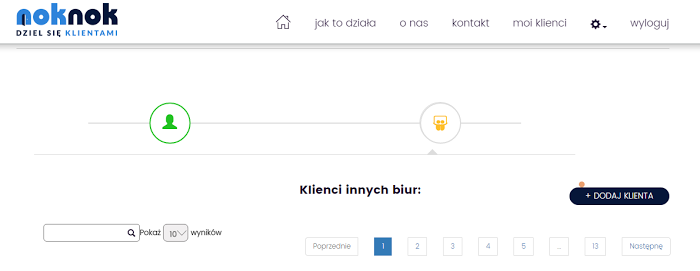 noknok
DZIEL SIĘ KLIENTAMI
jak to działa
o nas
kontakt
moi klienci
wyloguj
Klienci innych biur:
+ DODAJ KLIENTA
Pokaż 10 wyników
Poprzednie 1 2 3 4 5 ... 13 Następnę